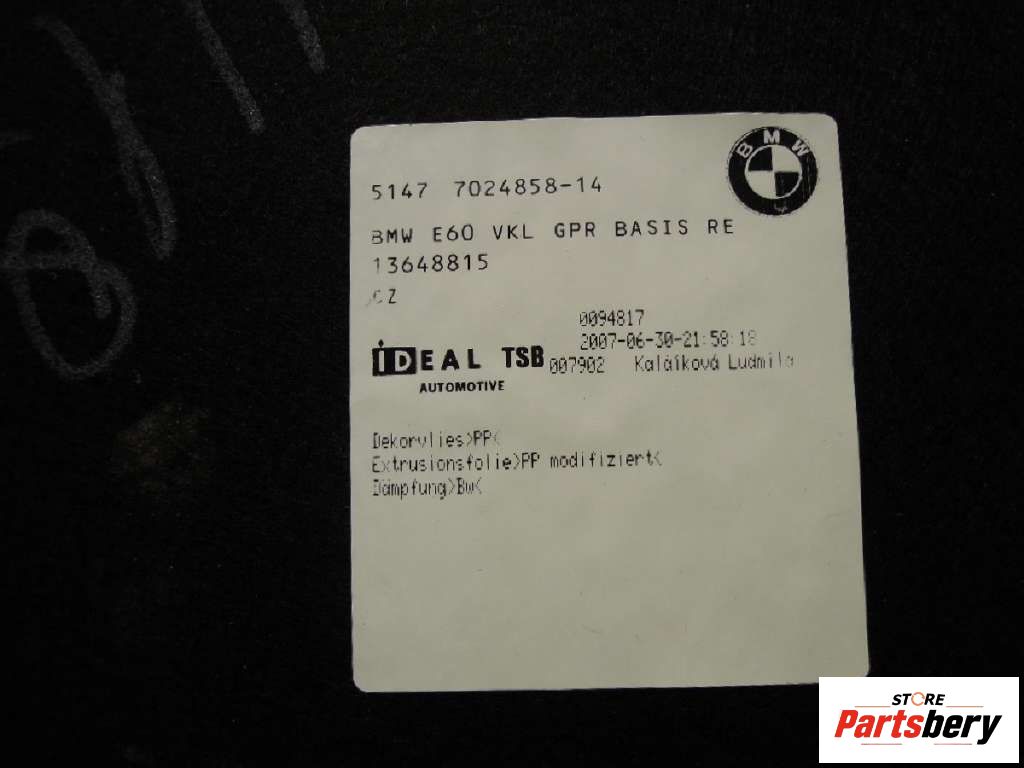 BMW
5147 7024858-14
BMW E60 VKL GPR BASIS RE
13648815
CZ
0094817
2007-06-30-21:58:18
IDEAL TSB 007902 Kaláíková Ludmila
AUTOMOTIVE
Dekorvlies>PP<
Extrusionsfolie>PP modifiziert<
Dämpfung>Bw<
STORE
Partsbery